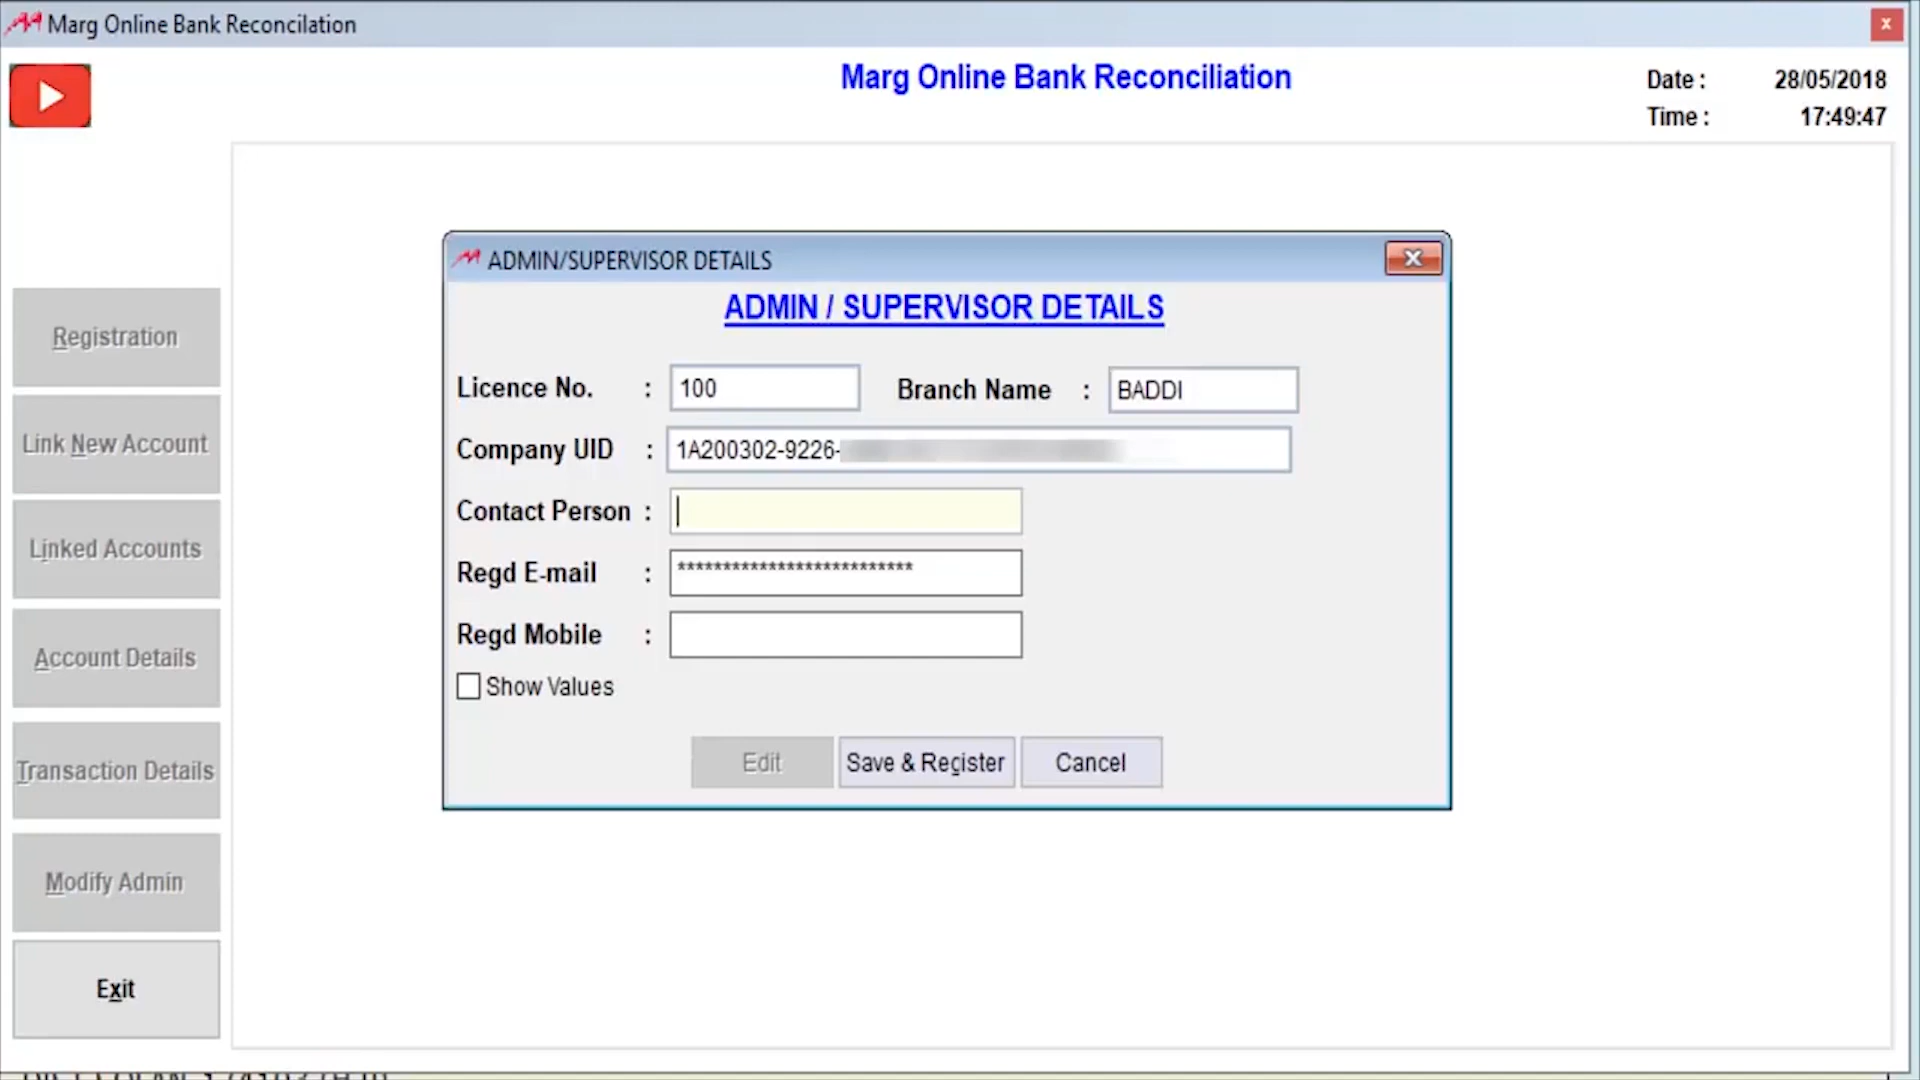 Marg Online Bank Reconcilation
x
Marg Online Bank Reconciliation
Date : 28/05/2018
Time : 17:49:47
Registration
Link New Account
Linked Accounts
Account Details
Transaction Details
Modify Admin
Exit
ADMIN/SUPERVISOR DETAILS
x
ADMIN / SUPERVISOR DETAILS
Licence No. : 100 Branch Name : BADDI
Company UID : 1A200302-9226-
Contact Person :
Regd E-mail : **************************
Regd Mobile :
Show Values
Edit Save & Register Cancel